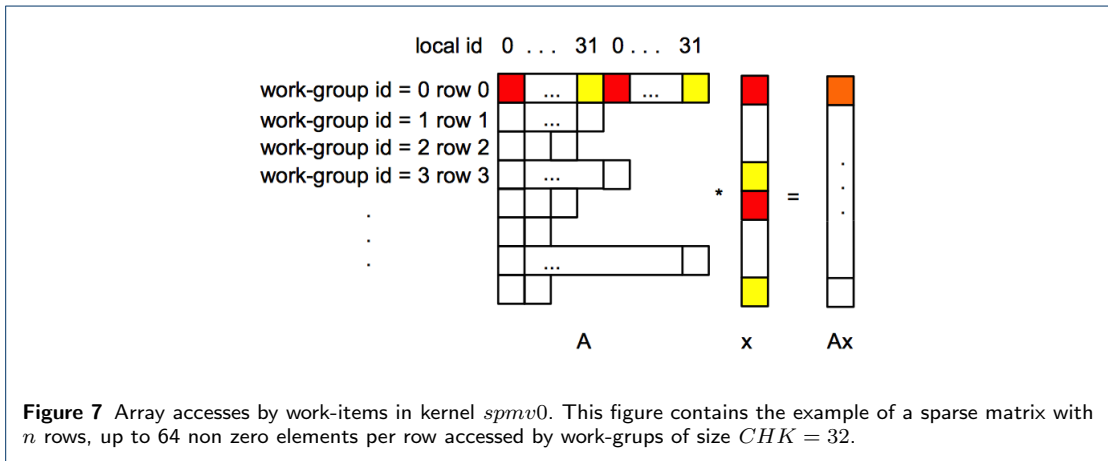 local id 0 . . . 31 0 . . . 31
work-group id = 0 row 0 ... ...
work-group id = 1 row 1 ...
work-group id = 2 row 2
work-group id = 3 row 3 ...
. * = .
.
. ...
A x Ax
Figure 7 Array accesses by work-items in kernel spmv0. This figure contains the example of a sparse matrix with
n rows, up to 64 non zero elements per row accessed by work-grups of size CHK = 32.